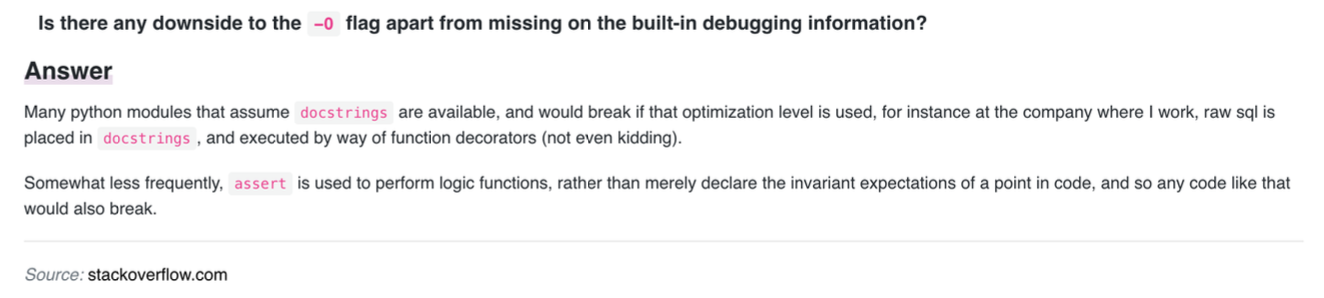 Is there any downside to the -O flag apart from missing on the built-in debugging information?
Answer
Many python modules that assume docstrings are available, and would break if that optimization level is used, for instance at the company where I work, raw sql is
placed in docstrings , and executed by way of function decorators (not even kidding).
Somewhat less frequently, assert is used to perform logic functions, rather than merely declare the invariant expectations of a point in code, and so any code like that
would also break.
Source: stackoverflow.com